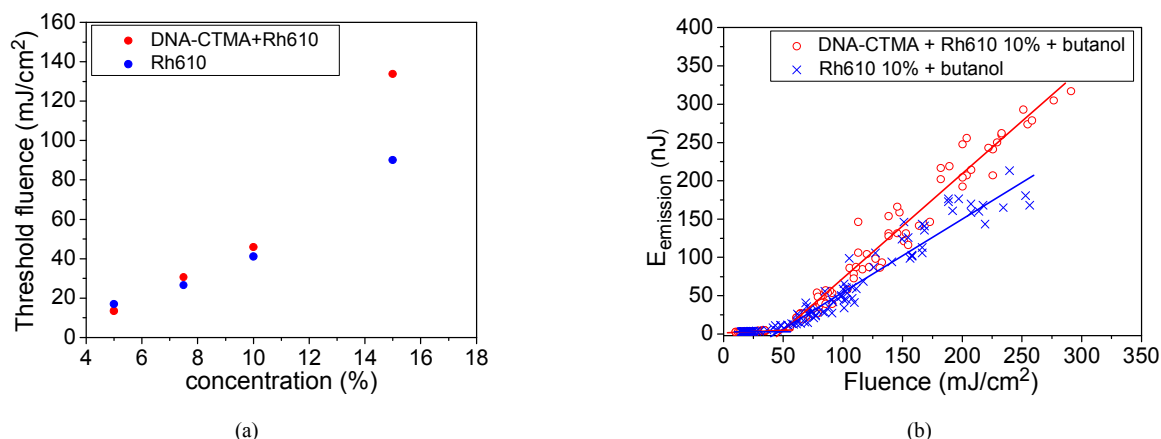 160
140
120
100
80
60
40
20
0
Threshold fluence (mJ/cm²)
DNA-CTMA+Rh610
Rh610
4 6 8 10 12 14 16 18
concentration (%)
(a)
400
350
300
250
200
150
100
50
0
E_emission (nJ)
DNA-CTMA + Rh610 10% + butanol
Rh610 10% + butanol
0 50 100 150 200 250 300 350
Fluence (mJ/cm²)
(b)